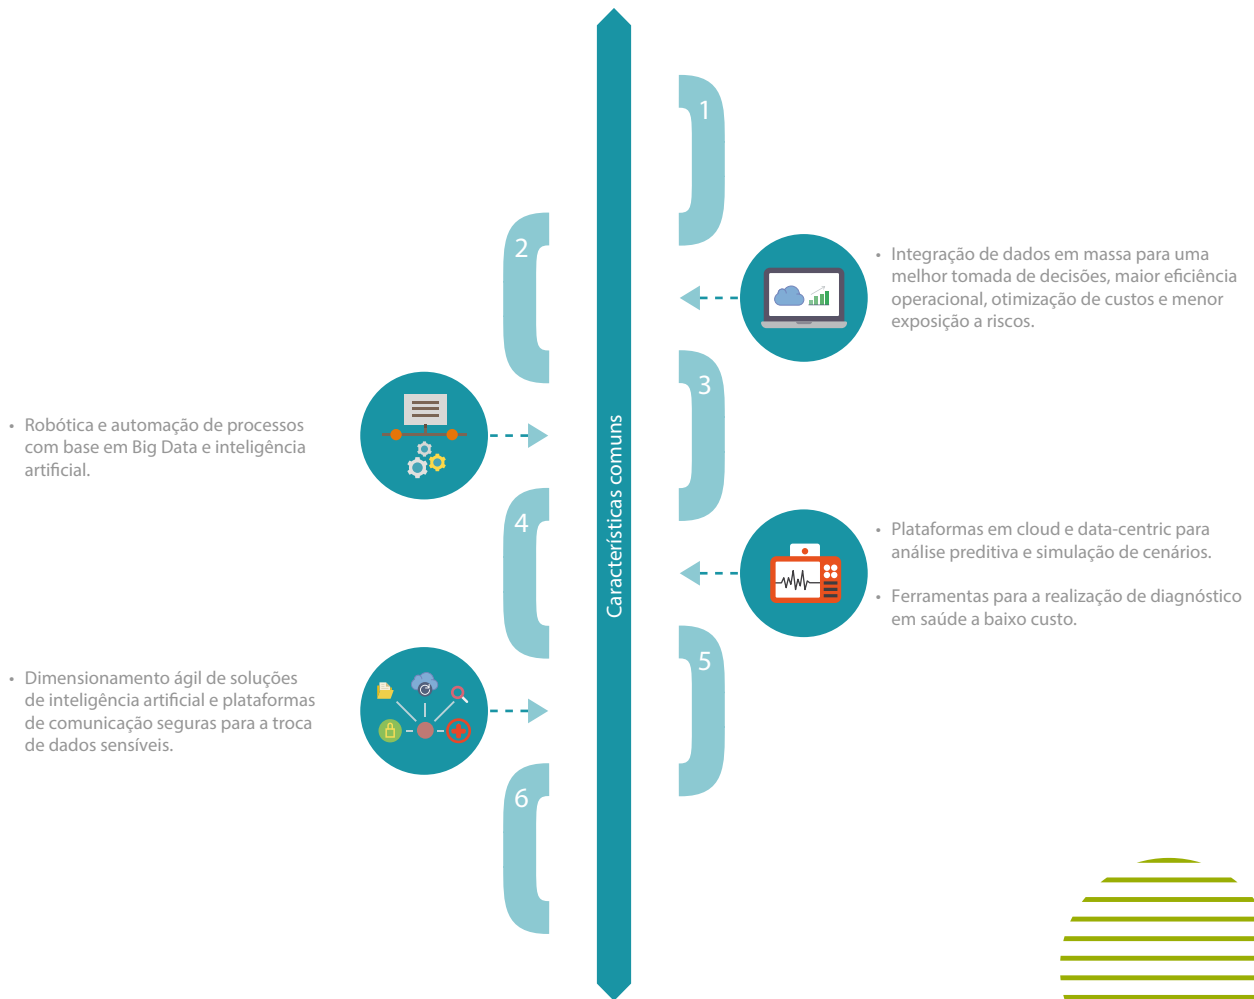 1
2
• Integração de dados em massa para uma
melhor tomada de decisões, maior eficiência
operacional, otimização de custos e menor
exposição a riscos.
3
• Robótica e automação de processos
com base em Big Data e inteligência
artificial.
Características comuns
4
• Plataformas em cloud e data-centric para
análise preditiva e simulação de cenários.
• Ferramentas para a realização de diagnóstico
em saúde a baixo custo.
5
• Dimensionamento ágil de soluções
de inteligência artificial e plataformas
de comunicação seguras para a troca
de dados sensíveis.
6